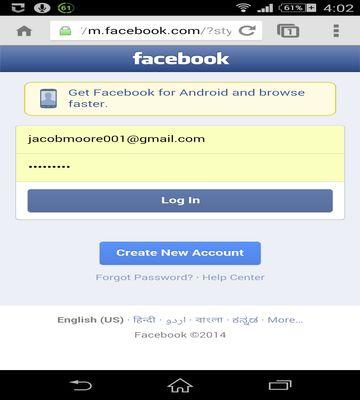 61
61%
4:02
/m.facebook.com/?sty
1
facebook
Get Facebook for Android and browse
faster.
jacobmoore001@gmail.com
•••••••••
Log In
Create New Account
Forgot Password? · Help Center
English (US) · हिन्दी · اردو · বাংলা · ಕನ್ನಡ · More...
Facebook ©2014